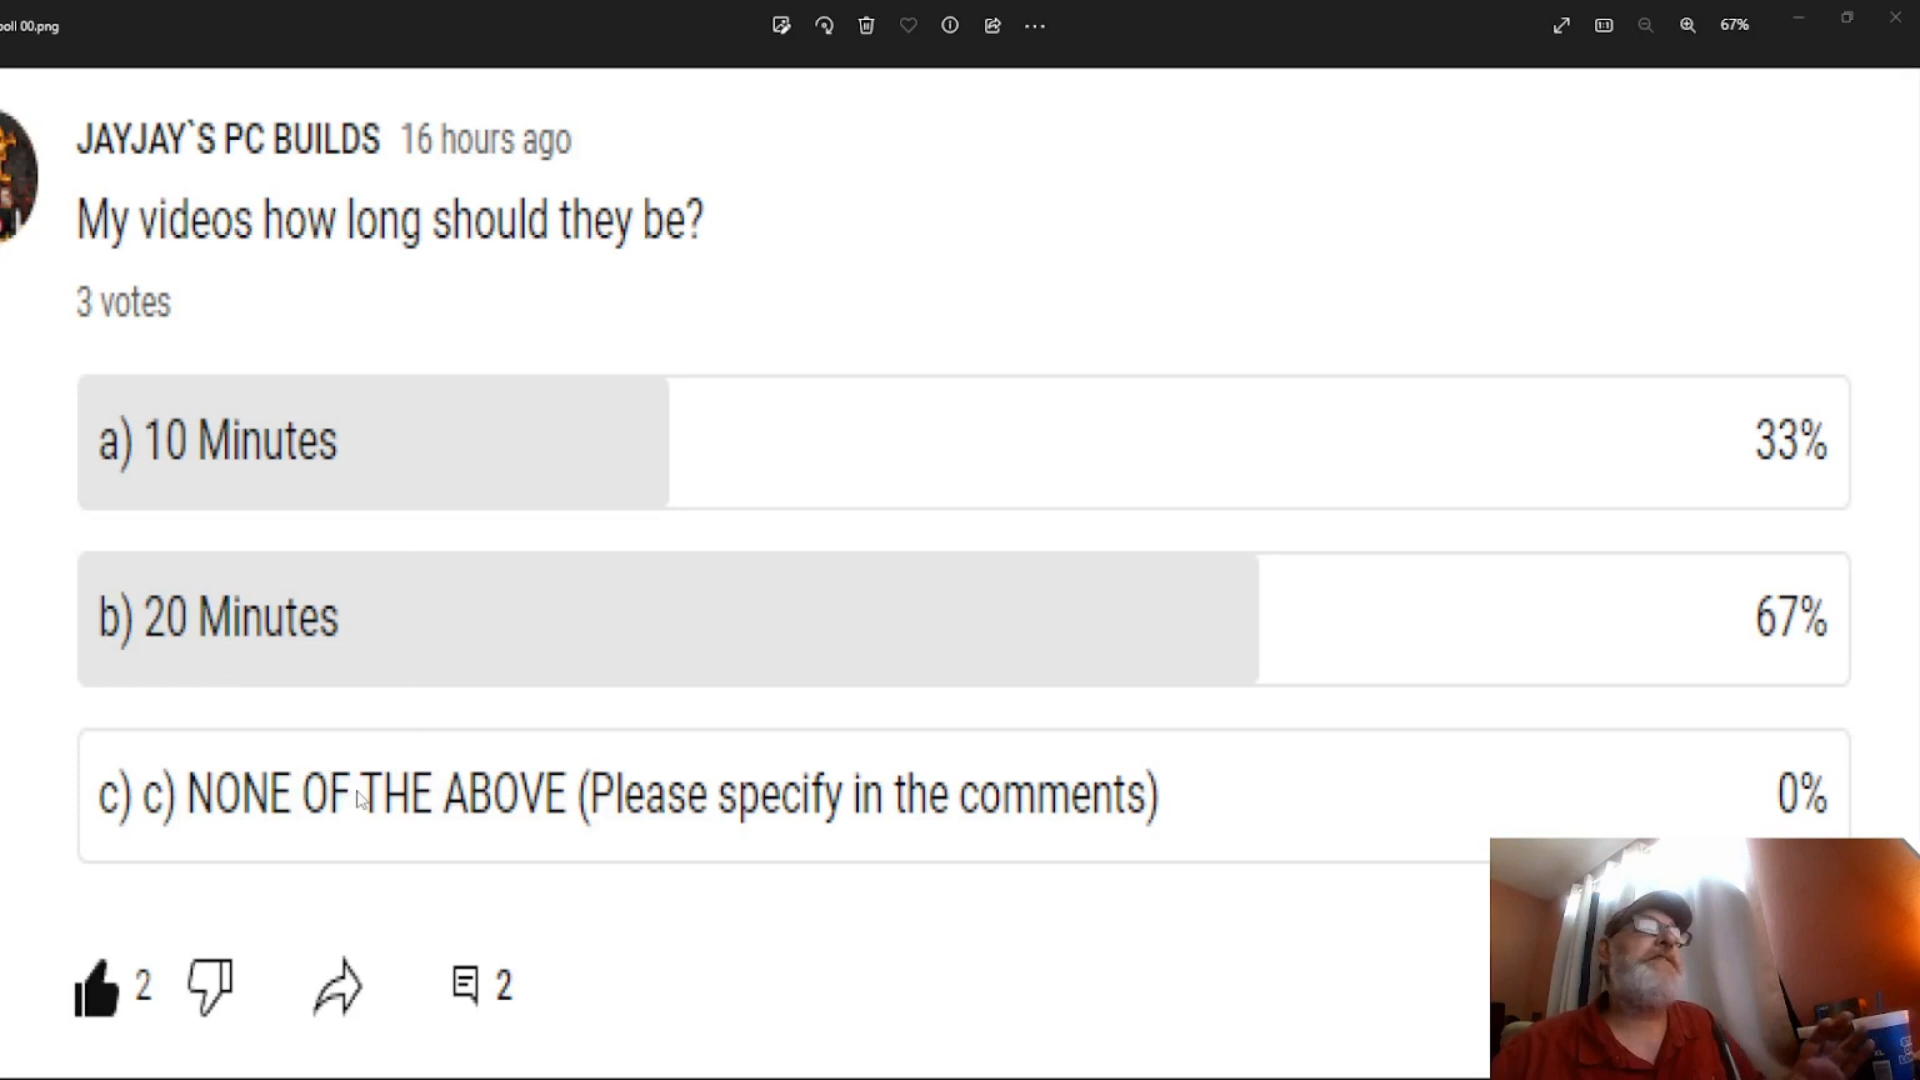 poll 00.png
67%
JAYJAY`S PC BUILDS 16 hours ago
My videos how long should they be?
3 votes
a) 10 Minutes 33%
b) 20 Minutes 67%
c) c) NONE OF THE ABOVE (Please specify in the comments) 0%
2 2
XL